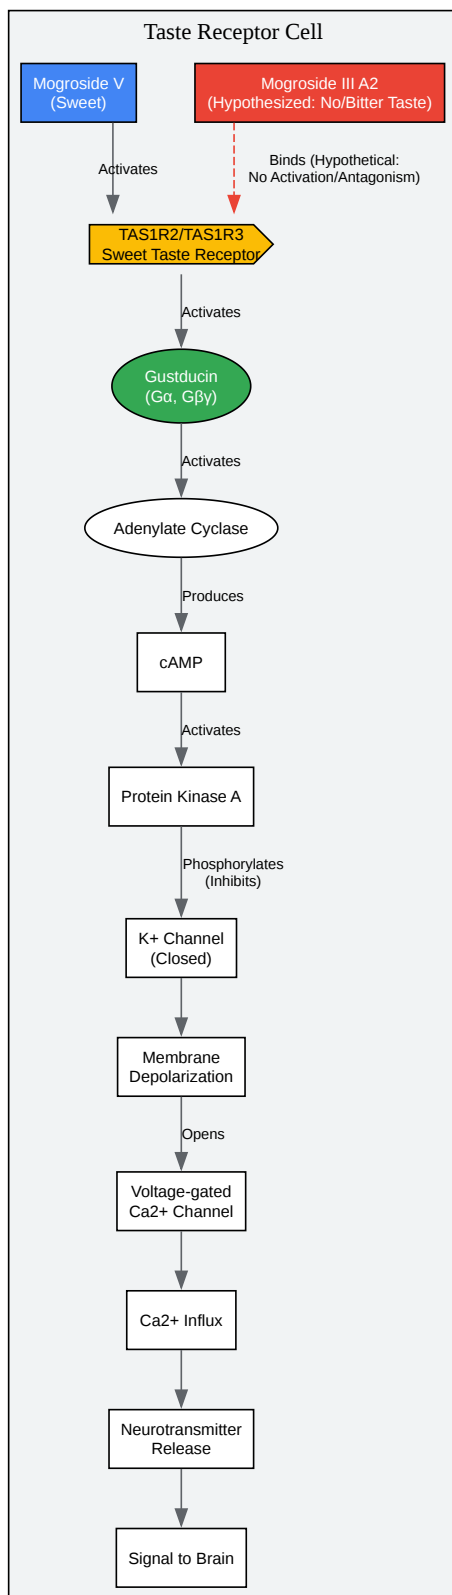 Taste Receptor Cell
Mogroside V
(Sweet)
Mogroside III A2
(Hypothesized: No/Bitter Taste)
Activates
Binds (Hypothetical:
No Activation/Antagonism)
TAS1R2/TAS1R3
Sweet Taste Receptor
Activates
Gustducin
(Gα, Gβγ)
Activates
Adenylate Cyclase
Produces
cAMP
Activates
Protein Kinase A
Phosphorylates
(Inhibits)
K+ Channel
(Closed)
Membrane
Depolarization
Opens
Voltage-gated
Ca2+ Channel
Ca2+ Influx
Neurotransmitter
Release
Signal to Brain